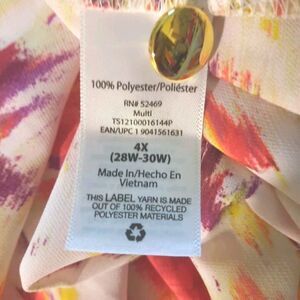 100% Polyester/Poliéster
RN# 52469
Multi
TS12100016144P
EAN/UPC 1 9041561631
4X
(28W-30W)
Made In/Hecho En
Vietnam
THIS LABEL YARN IS MADE
OUT OF 100% RECYCLED
POLYESTER MATERIALS